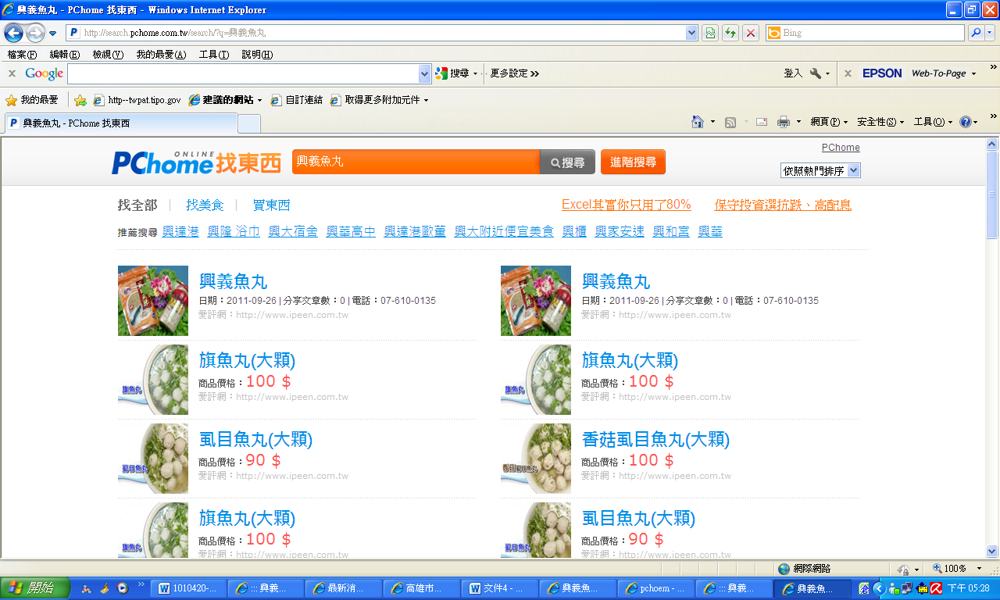 興義魚丸 - PChome 找東西 - Windows Internet Explorer
http://search.pchome.com.tw/search/?q=興義魚丸
Bing
檔案(F) 編輯(E) 檢視(V) 我的最愛(A) 工具(T) 說明(H)
x Google 搜尋 更多設定 >> 登入 x EPSON Web-To-Page >>
我的最愛 http--twpat.tipo.gov 建議的網站 自訂連結 取得更多附加元件
興義魚丸 - PChome 找東西 網頁(P) 安全性(S) 工具(O) >>
PChome
PChome ONLINE 找東西 興義魚丸 搜尋 進階搜尋
依照熱門排序
找全部 | 找美食 | 買東西 Excel其實你只用了80% 保守投資選抗跌、高配息
推薦搜尋 興達港 興隆 浴巾 興大宿舍 興華高中 興達港歐董 興大附近便宜美食 興櫃 興家安速 興和宮 興華
興義魚丸
日期：2011-09-26 | 分享文章數：0 | 電話：07-610-0135
愛評網：http://www.ipeen.com.tw
興義魚丸
日期：2011-09-26 | 分享文章數：0 | 電話：07-610-0135
愛評網：http://www.ipeen.com.tw
旗魚丸
旗魚丸(大顆)
商品價格：100 $
愛評網：http://www.ipeen.com.tw
旗魚丸
旗魚丸(大顆)
商品價格：100 $
愛評網：http://www.ipeen.com.tw
虱目魚丸
虱目魚丸(大顆)
商品價格：90 $
愛評網：http://www.ipeen.com.tw
香菇虱目魚丸
香菇虱目魚丸(大顆)
商品價格：100 $
愛評網：http://www.ipeen.com.tw
旗魚丸
旗魚丸(大顆)
商品價格：100 $
愛評網：http://www.ipeen.com.tw
虱目魚丸
虱目魚丸(大顆)
商品價格：90 $
愛評網：http://www.ipeen.com.tw
網際網路 100%
開始 >> 1010420-... ::: 興義... 最新消... 高雄市... 文件4 - ... 興義魚... pchoem - ... ::: 興義... 興義魚... 下午 05:28